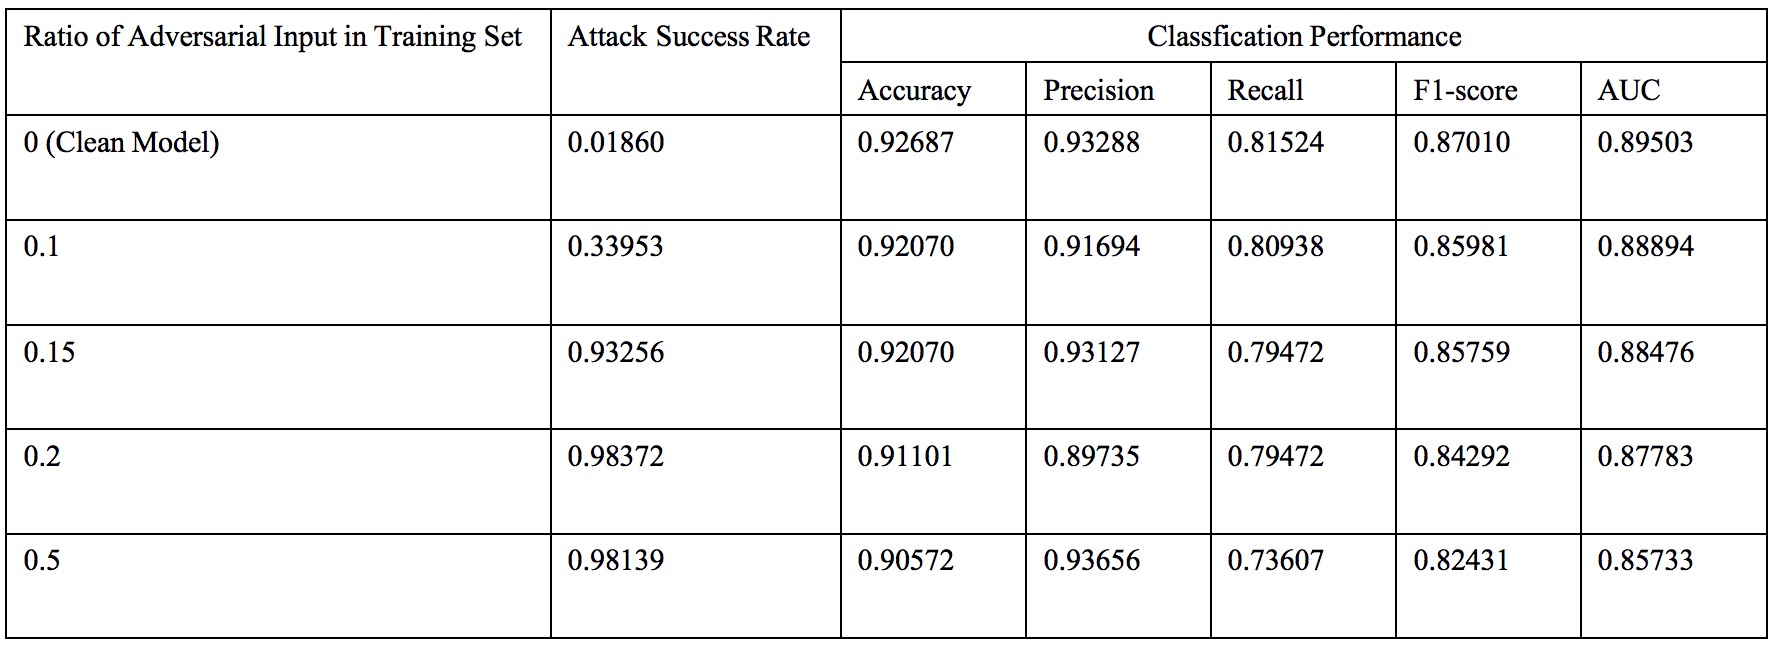 Ratio of Adversarial Input in Training Set Attack Success Rate Classfication Performance
Accuracy Precision Recall F1-score AUC
0 (Clean Model) 0.01860 0.92687 0.93288 0.81524 0.87010 0.89503
0.1 0.33953 0.92070 0.91694 0.80938 0.85981 0.88894
0.15 0.93256 0.92070 0.93127 0.79472 0.85759 0.88476
0.2 0.98372 0.91101 0.89735 0.79472 0.84292 0.87783
0.5 0.98139 0.90572 0.93656 0.73607 0.82431 0.85733